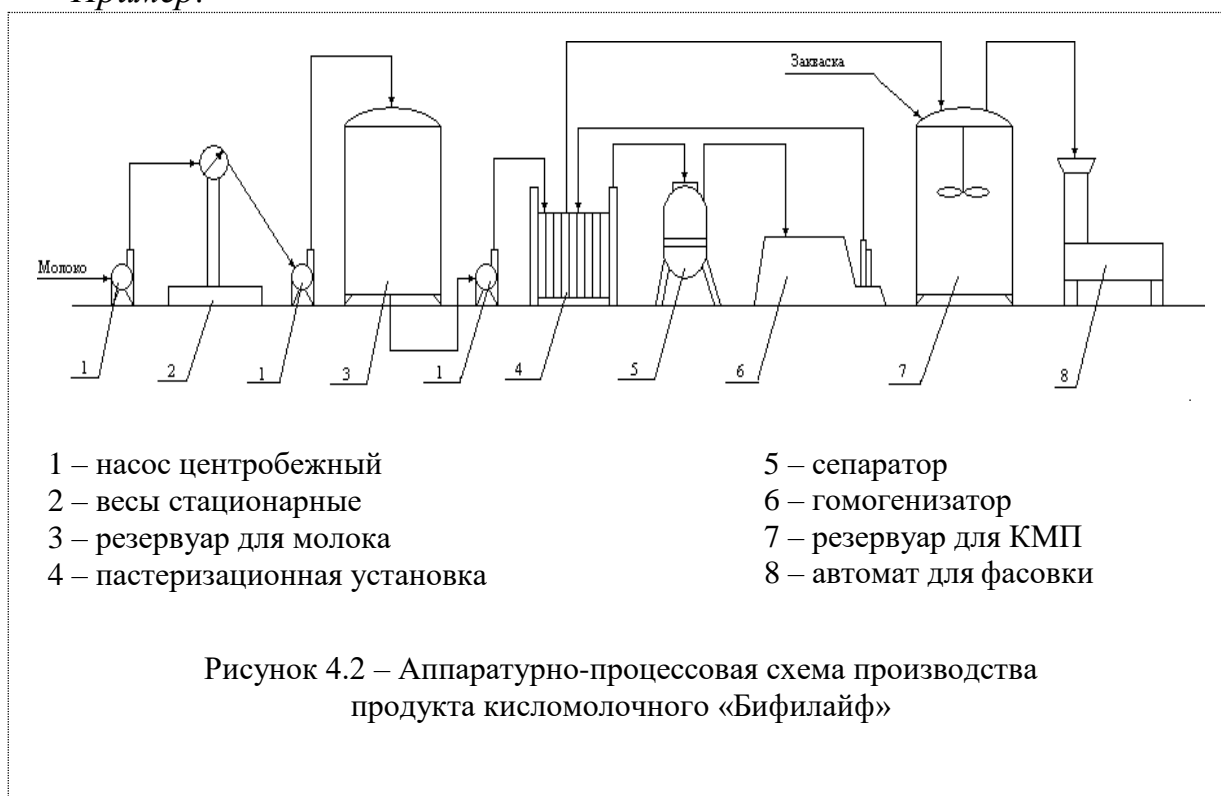 Пример:
Закваска
Молоко
1
2
1
3
1
4
5
6
7
8
1 – насос центробежный
2 – весы стационарные
3 – резервуар для молока
4 – пастеризационная установка
5 – сепаратор
6 – гомогенизатор
7 – резервуар для КМП
8 – автомат для фасовки
Рисунок 4.2 – Аппаратурно-процессовая схема производства
продукта кисломолочного «Бифилайф»